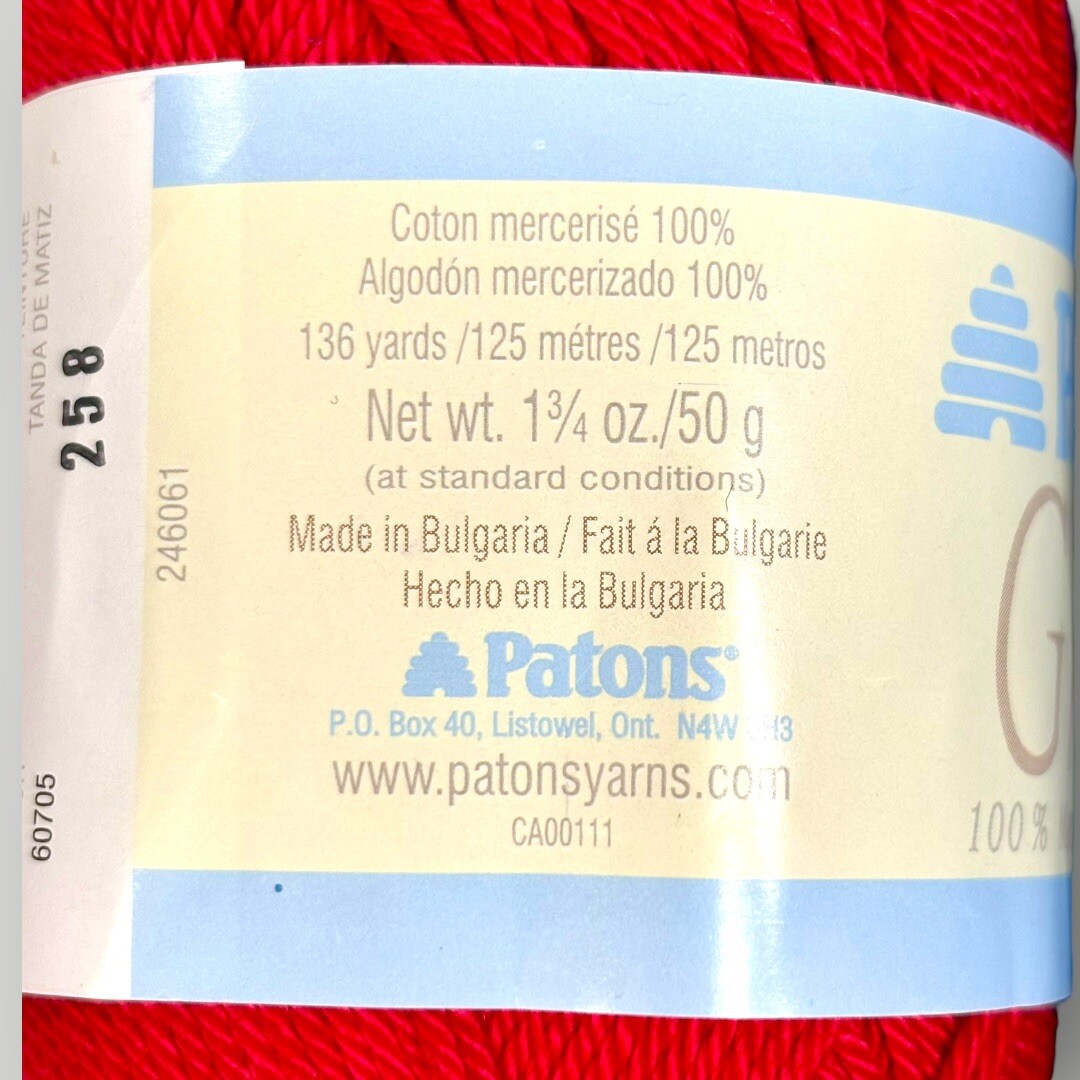 TANDA DE MATIZ
258
60705
246061
Coton mercerisé 100%
Algodón mercerizado 100%
136 yards /125 métres /125 metros
Net wt. 1¾ oz./50 g
(at standard conditions)
Made in Bulgaria / Fait á la Bulgarie
Hecho en la Bulgaria
Patons®
P.O. Box 40, Listowel, Ont. N4W
www.patonsyarns.com
CA00111
G
100%